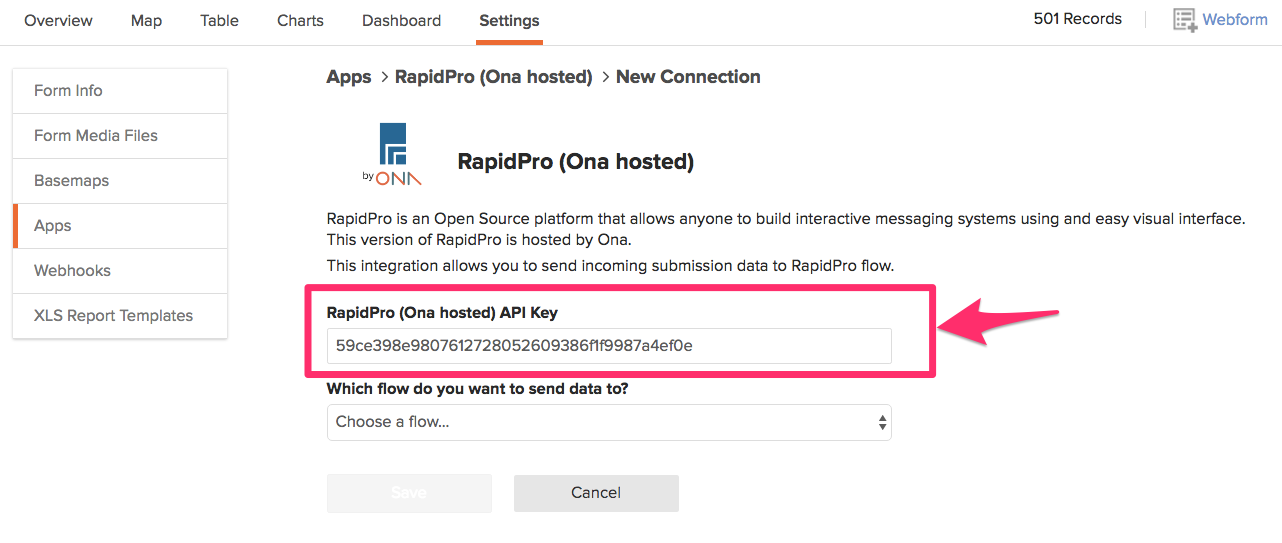 Overview Map Table Charts Dashboard Settings 501 Records Webform
Form Info
Form Media Files
Basemaps
Apps
Webhooks
XLS Report Templates
Apps > RapidPro (Ona hosted) > New Connection
by ONA
RapidPro (Ona hosted)
RapidPro is an Open Source platform that allows anyone to build interactive messaging systems using and easy visual interface.
This version of RapidPro is hosted by Ona.
This integration allows you to send incoming submission data to RapidPro flow.
RapidPro (Ona hosted) API Key
59ce398e9807612728052609386f1f9987a4ef0e
Which flow do you want to send data to?
Choose a flow...
Save Cancel